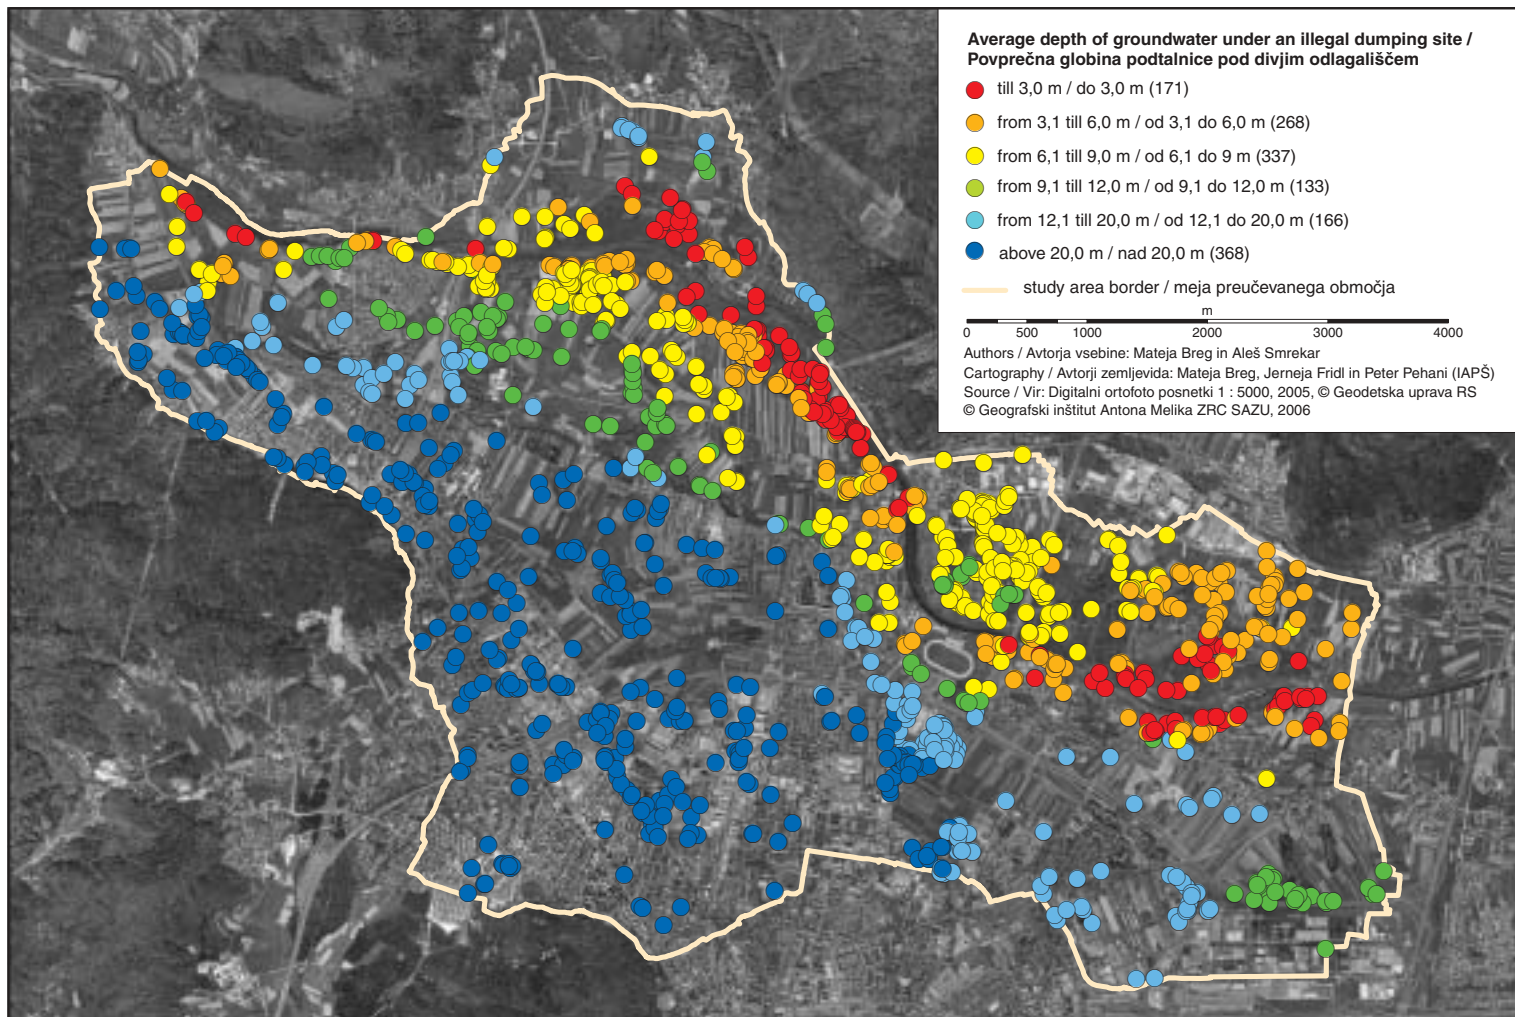 Average depth of groundwater under an illegal dumping site /
Povprečna globina podtalnice pod divjim odlagališčem
till 3,0 m / do 3,0 m (171)
from 3,1 till 6,0 m / od 3,1 do 6,0 m (268)
from 6,1 till 9,0 m / od 6,1 do 9 m (337)
from 9,1 till 12,0 m / od 9,1 do 12,0 m (133)
from 12,1 till 20,0 m / od 12,1 do 20,0 m (166)
above 20,0 m / nad 20,0 m (368)
study area border / meja preučevanega območja
m
0 500 1000 2000 3000 4000
Authors / Avtorja vsebine: Mateja Breg in Aleš Smrekar
Cartography / Avtorji zemljevida: Mateja Breg, Jerneja Fridl in Peter Pehani (IAPŠ)
Source / Vir: Digitalni ortofoto posnetki 1 : 5000, 2005, © Geodetska uprava RS
© Geografski inštitut Antona Melika ZRC SAZU, 2006